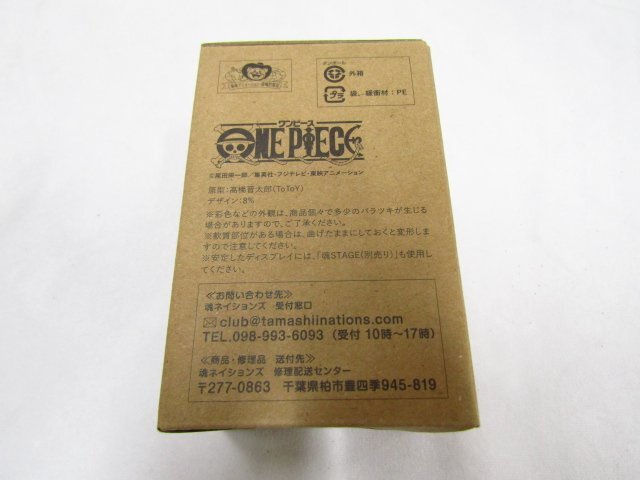 ダンボール
外箱
プラ
袋、緩衝材：PE
ワンピース
ONE PIECE
©尾田栄一郎／集英社・フジテレビ・東映アニメーション
原型：高梯晋太郎(ToToY)
デザイン：8%
※彩色などの外観は、商品個々で多少のバラツキが生じる
場合がありますので、ご了承ください。
※軟質部位がある場合は、曲げたままにしておくと変形しま
すので注意してください。
※安定したディスプレイには、「魂STAGE(別売り)」も使用し
てください。
≪お問い合わせ先≫
魂ネイションズ 受付窓口
club@tamashiinations.com
TEL.098-993-6093 (受付 10時～17時)
≪商品・修理品 送付先≫
魂ネイションズ 修理配送センター
〒277-0863 千葉県柏市豊四季945-819